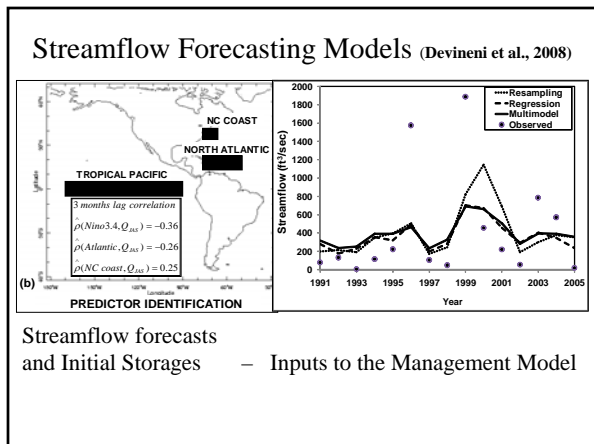 Streamflow Forecasting Models (Devineni et al., 2008)
NC COAST
NORTH ATLANTIC
TROPICAL PACIFIC
3 months lag correlation
ρ̂(Nino3.4,Q_JAS) = −0.36
ρ̂(Atlantic,Q_JAS) = −0.26
ρ̂(NC coast,Q_JAS) = 0.25
Latitude
(b)
Longitude
PREDICTOR IDENTIFICATION
Streamflow (ft³/sec)
2000
1800
1600
1400
1200
1000
800
600
400
200
0
Resampling
Regression
Multimodel
Observed
1991 1993 1995 1997 1999 2001 2003 2005
Year
Streamflow forecasts
and Initial Storages – Inputs to the Management Model